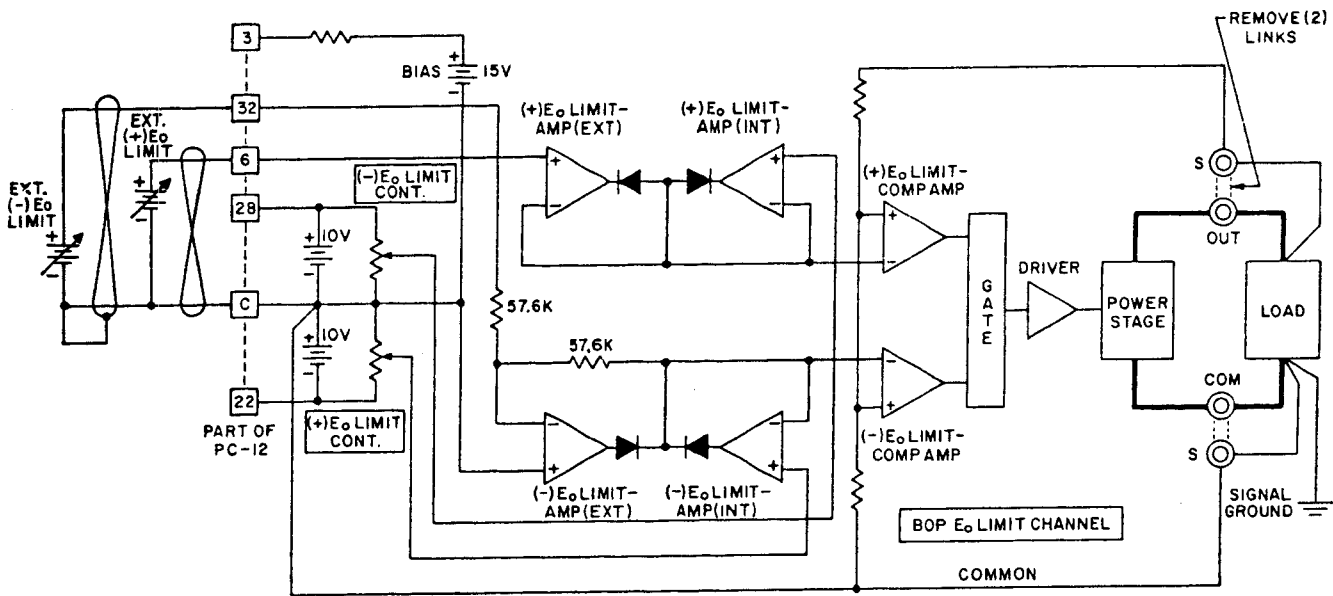 3
BIAS
+
-
15V
REMOVE (2)
LINKS
32
EXT.
(+)Eo
LIMIT
6
(+)Eo LIMIT-
AMP(EXT)
(+)Eo LIMIT-
AMP(INT)
(-)Eo LIMIT
CONT.
(+)Eo LIMIT-
COMP AMP
S
OUT
EXT.
(-)Eo
LIMIT
28
+
10V
-
C
+
10V
-
22
PART OF
PC-12
(+)Eo LIMIT
CONT.
57.6K
57.6K
GATE
DRIVER
POWER
STAGE
LOAD
COM
S
(-)Eo LIMIT-
AMP(EXT)
(-)Eo LIMIT-
AMP(INT)
(-)Eo LIMIT-
COMP AMP
SIGNAL
GROUND
BOP Eo LIMIT CHANNEL
COMMON